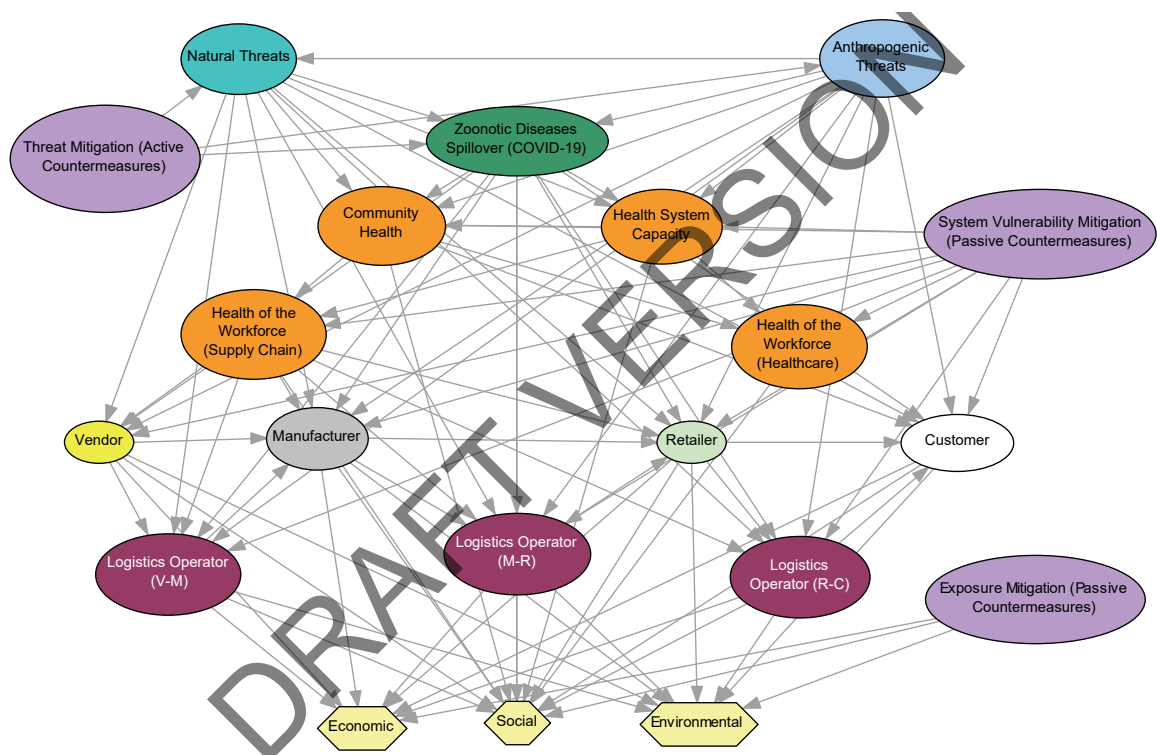 Natural Threats
Anthropogenic
Threats
Zoonotic Diseases
Spillover (COVID-19)
Threat Mitigation (Active
Countermeasures)
Community
Health
Health System
Capacity
System Vulnerability Mitigation
(Passive Countermeasures)
Health of the
Workforce
(Supply Chain)
Health of the
Workforce
(Healthcare)
Vendor
Manufacturer
Retailer
Customer
Logistics Operator
(V-M)
Logistics Operator
(M-R)
Logistics
Operator (R-C)
Exposure Mitigation (Passive
Countermeasures)
Economic
Social
Environmental
DRAFT VERSION